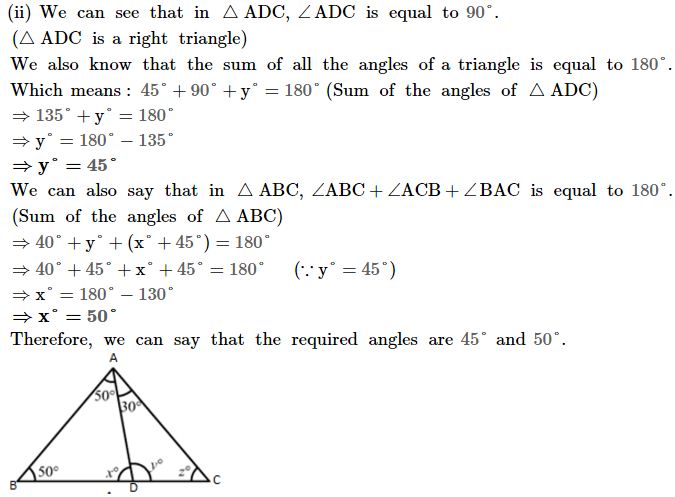 (ii) We can see that in △ ADC, ∠ADC is equal to 90°.
(△ ADC is a right triangle)
We also know that the sum of all the angles of a triangle is equal to 180°.
Which means : 45° + 90° + y° = 180° (Sum of the angles of △ ADC)
⇒ 135° + y° = 180°
⇒ y° = 180° − 135°
⇒ y° = 45°
We can also say that in △ ABC, ∠ABC + ∠ACB + ∠BAC is equal to 180°.
(Sum of the angles of △ ABC)
⇒ 40° + y° + (x° + 45°) = 180°
⇒ 40° + 45° + x° + 45° = 180° (∵ y° = 45°)
⇒ x° = 180° − 130°
⇒ x° = 50°
Therefore, we can say that the required angles are 45° and 50°.
A
50°
30°
50° x° y° z°
B D C